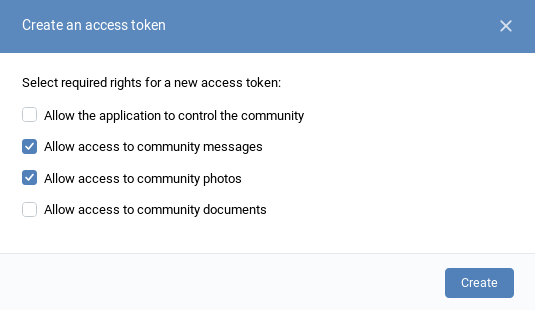 Create an access token
Select required rights for a new access token:
Allow the application to control the community
Allow access to community messages
Allow access to community photos
Allow access to community documents
Create